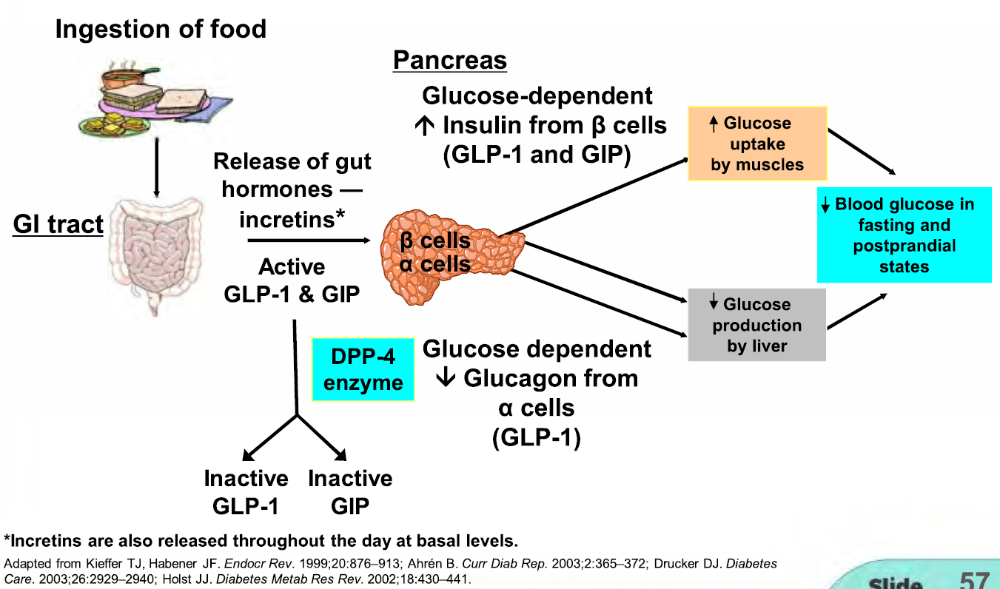 Ingestion of food
Pancreas
Glucose-dependent
↑ Insulin from β cells
(GLP-1 and GIP)
Release of gut
hormones —
incretins*
GI tract
Active
GLP-1 & GIP
β cells
α cells
↑ Glucose
uptake
by muscles
↓ Blood glucose in
fasting and
postprandial
states
↓ Glucose
production
by liver
DPP-4
enzyme
Glucose dependent
↓ Glucagon from
α cells
(GLP-1)
Inactive
GLP-1
Inactive
GIP
*Incretins are also released throughout the day at basal levels.
Adapted from Kieffer TJ, Habener JF. Endocr Rev. 1999;20:876–913; Ahrén B. Curr Diab Rep. 2003;2:365–372; Drucker DJ. Diabetes
Care. 2003;26:2929–2940; Holst JJ. Diabetes Metab Res Rev. 2002;18:430–441.
Slide 57